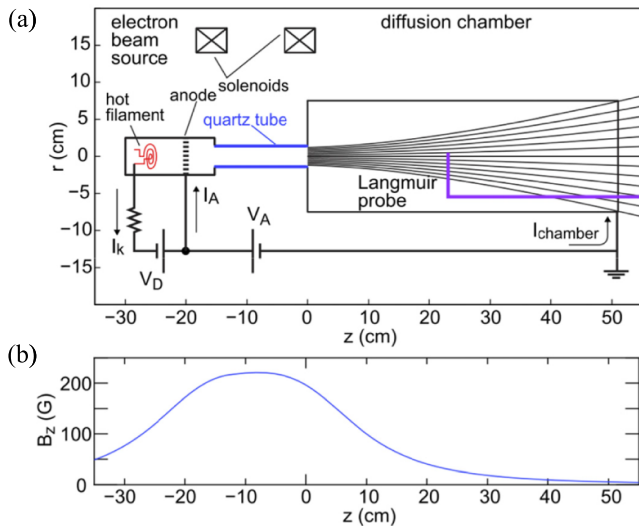 (a)
electron
beam
source
diffusion chamber
solenoids
hot
filament
anode
quartz tube
Langmuir
probe
I_A
I_k
V_D
V_A
I_chamber
r (cm)
15
10
5
0
−5
−10
−15
−30 −20 −10 0 10 20 30 40 50
z (cm)
(b)
B_z (G)
200
100
0
−30 −20 −10 0 10 20 30 40 50
z (cm)